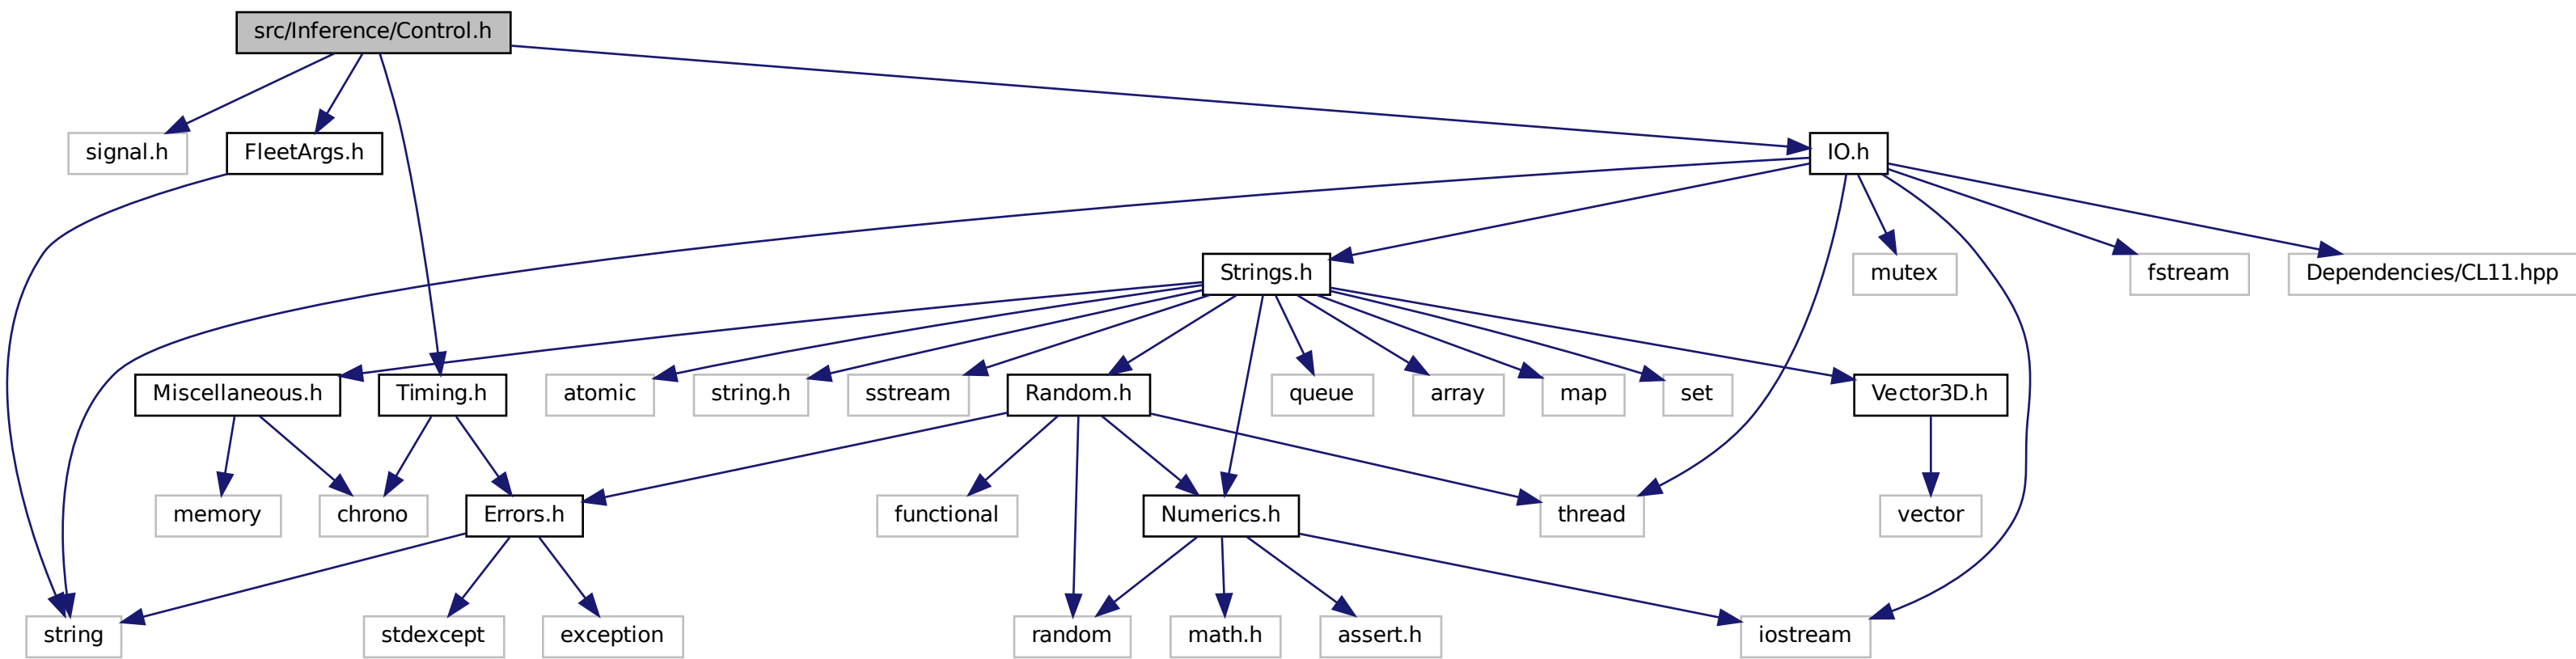 src/Inference/Control.h
signal.h
FleetArgs.h
IO.h
Strings.h
mutex
fstream
Dependencies/CL11.hpp
Miscellaneous.h
Timing.h
atomic
string.h
sstream
Random.h
queue
array
map
set
Vector3D.h
memory
chrono
Errors.h
functional
Numerics.h
thread
vector
string
stdexcept
exception
random
math.h
assert.h
iostream